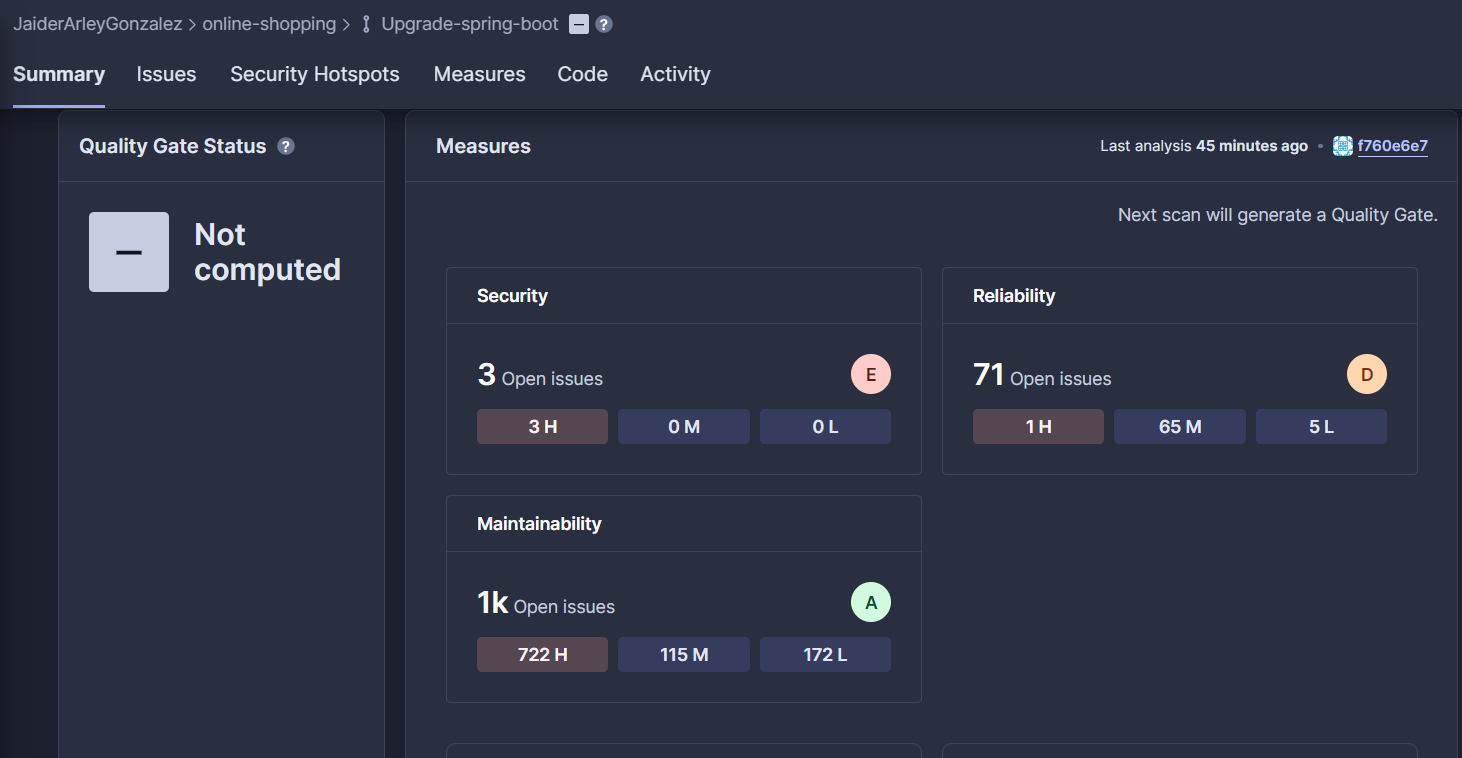 JaiderArleyGonzalez > online-shopping > Upgrade-spring-boot – ?
Summary Issues Security Hotspots Measures Code Activity
Quality Gate Status ?
Not
computed
Measures
Last analysis 45 minutes ago • f760e6e7
Next scan will generate a Quality Gate.
Security
3 Open issues
E
3 H 0 M 0 L
Reliability
71 Open issues
D
1 H 65 M 5 L
Maintainability
1k Open issues
A
722 H 115 M 172 L